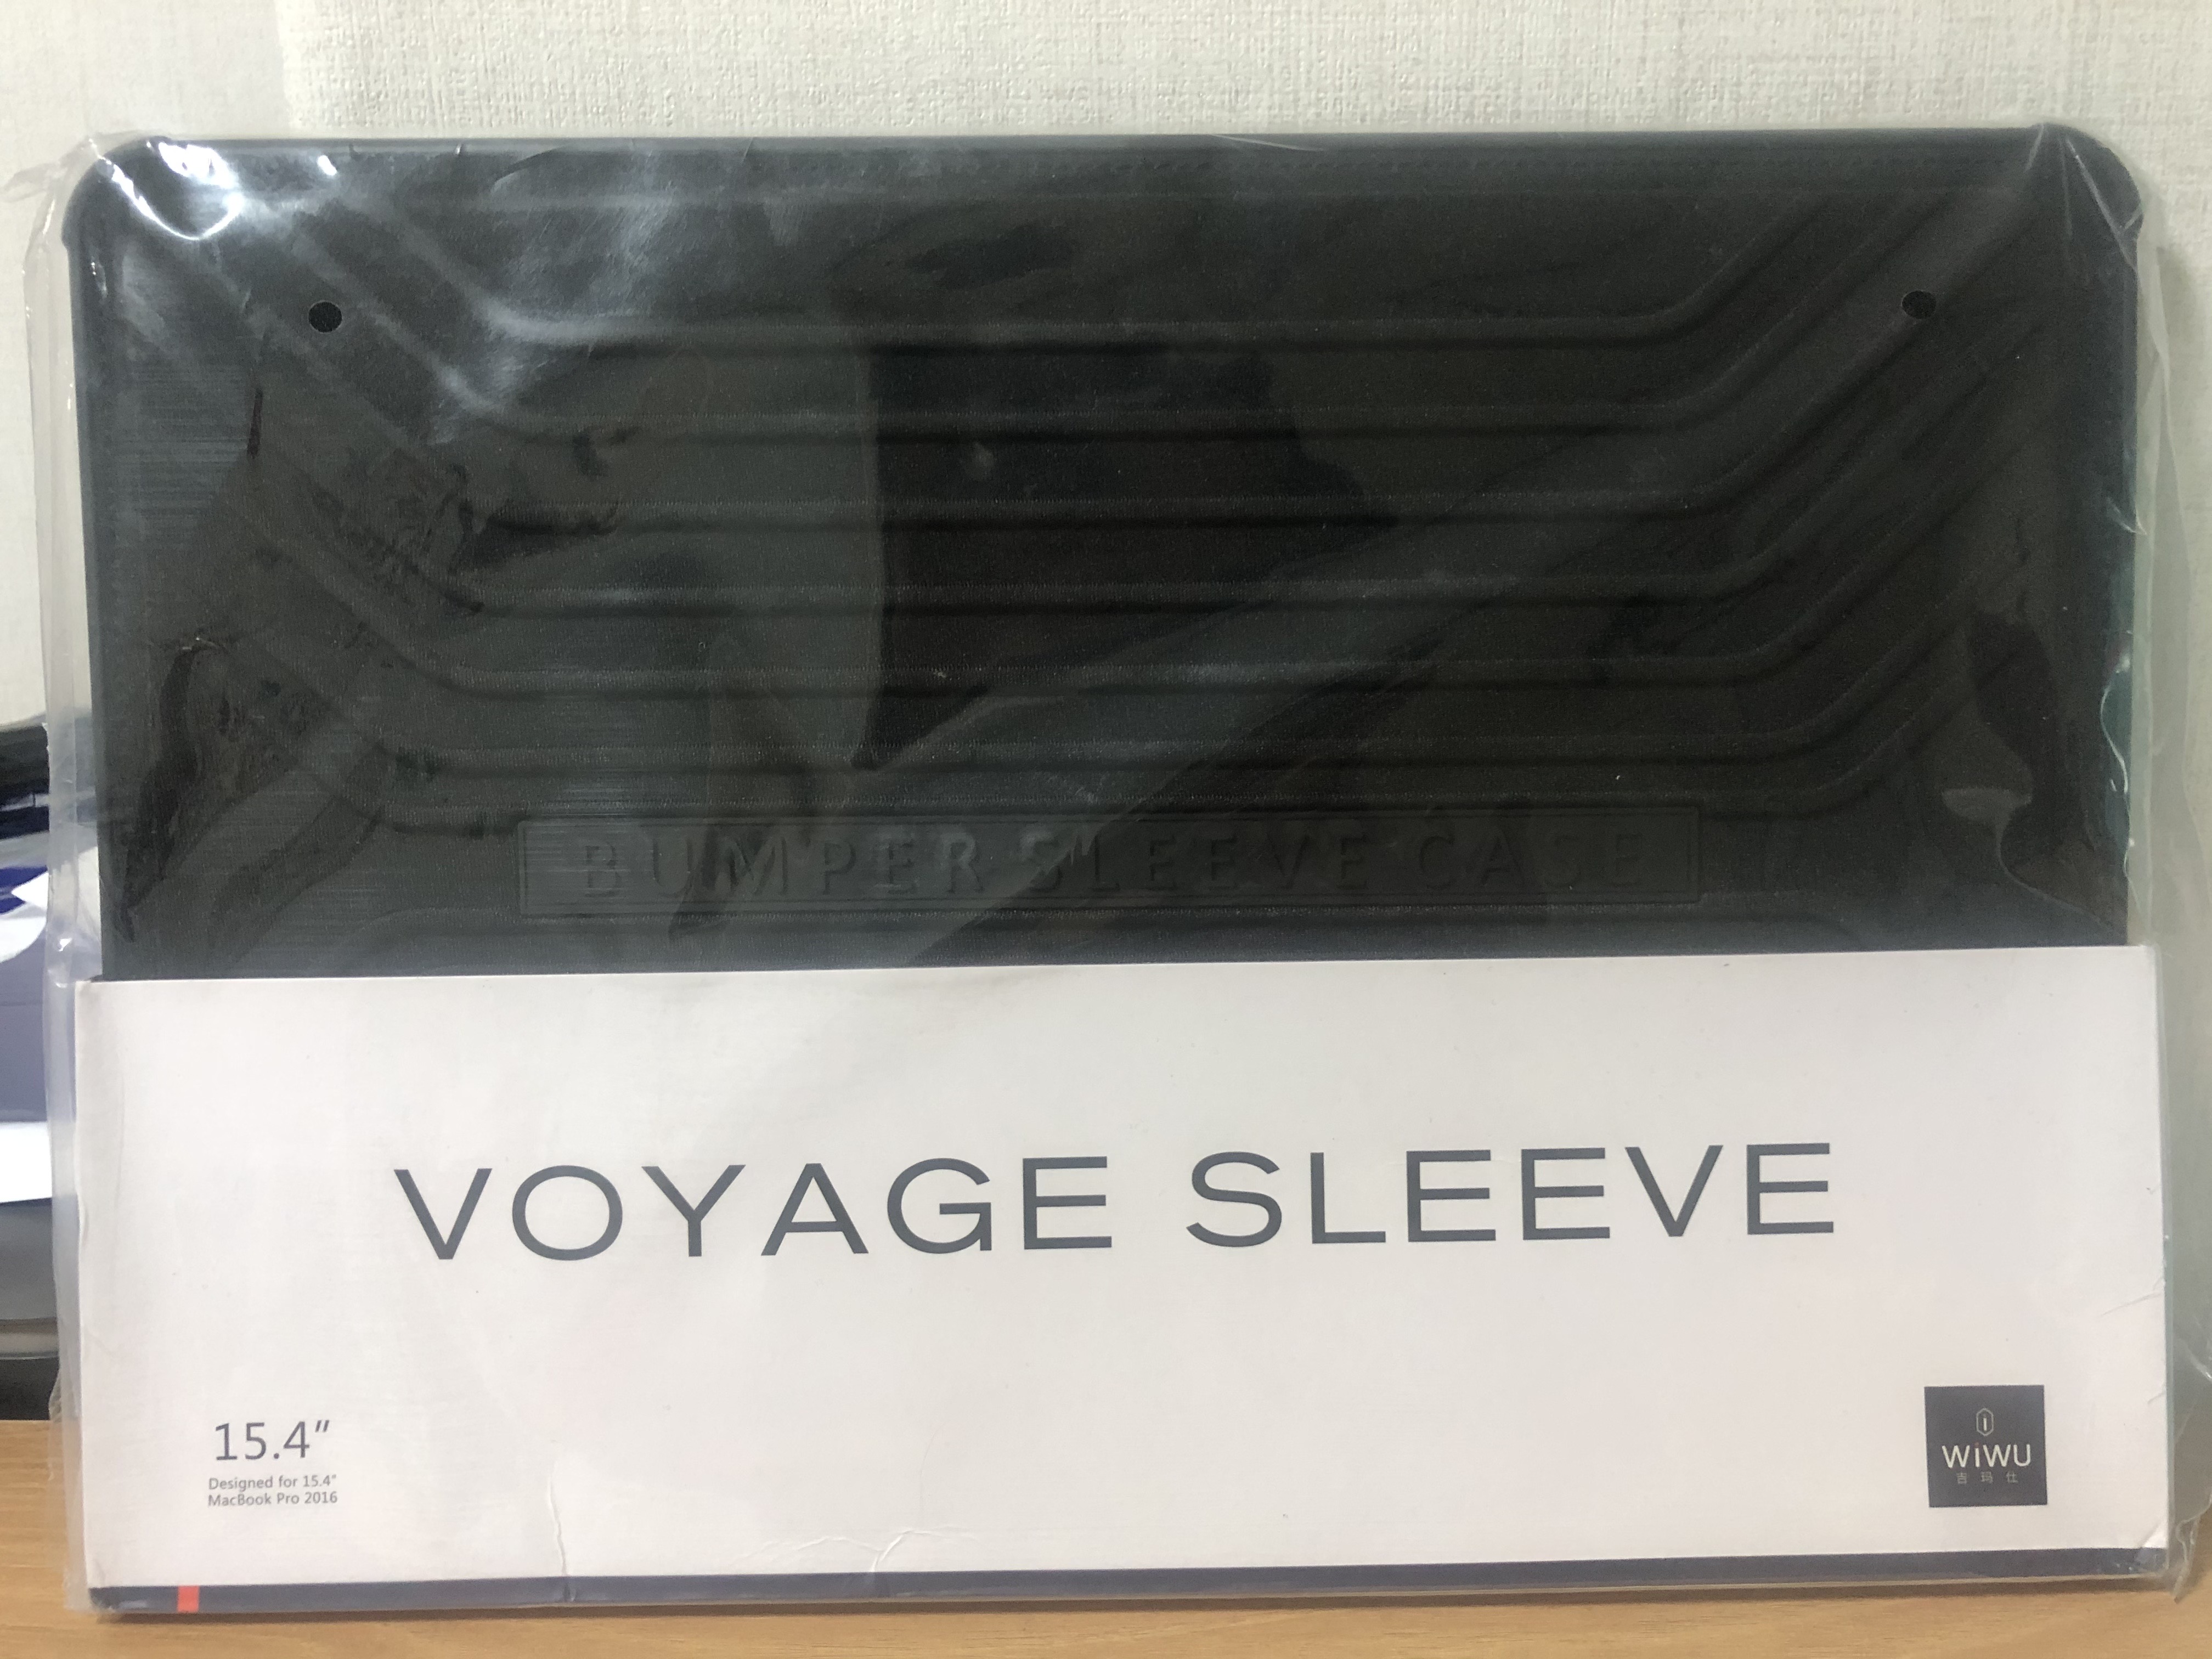 BUMPER SLEEVE CASE
VOYAGE SLEEVE
15.4"
Designed for 15.4"
MacBook Pro 2016
WiWU
吉 玛 仕